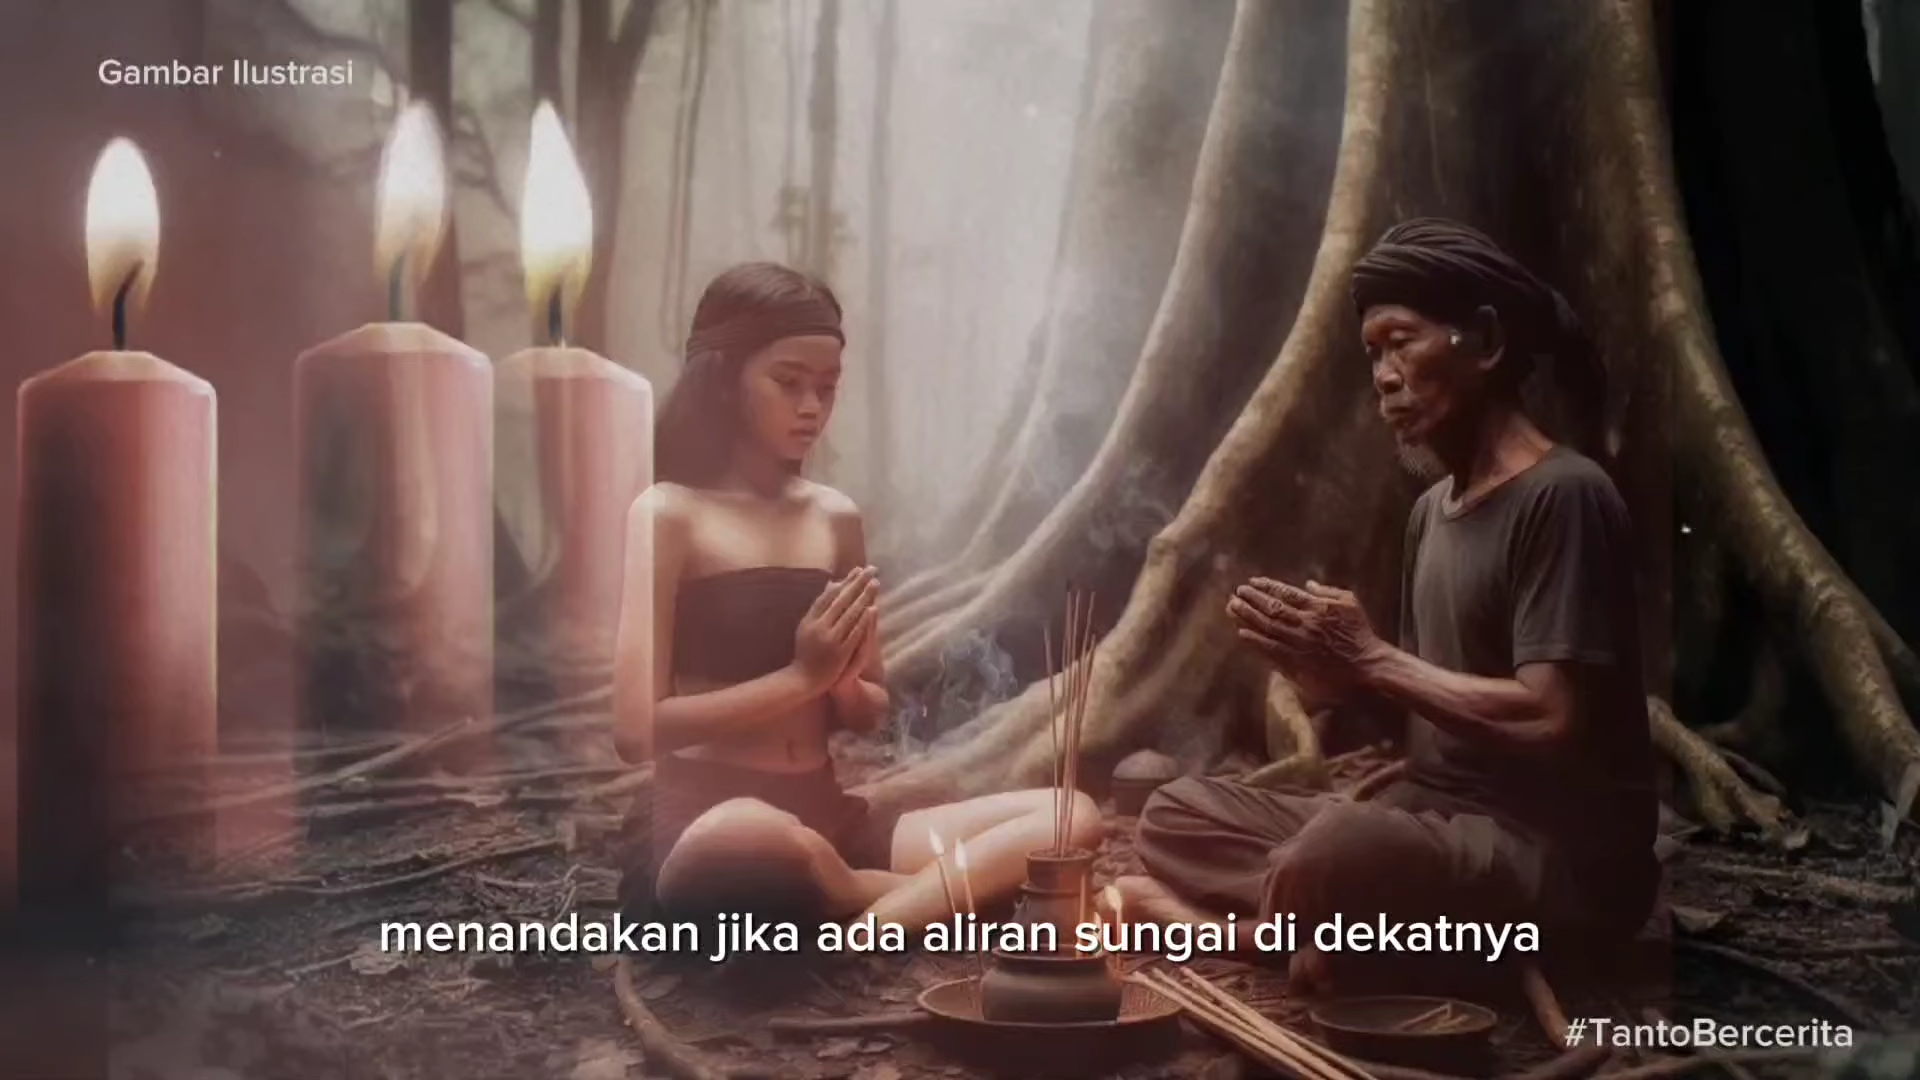 Gambar Ilustrasi
menandakan jika ada aliran sungai di dekatnya
#TantoBercerita